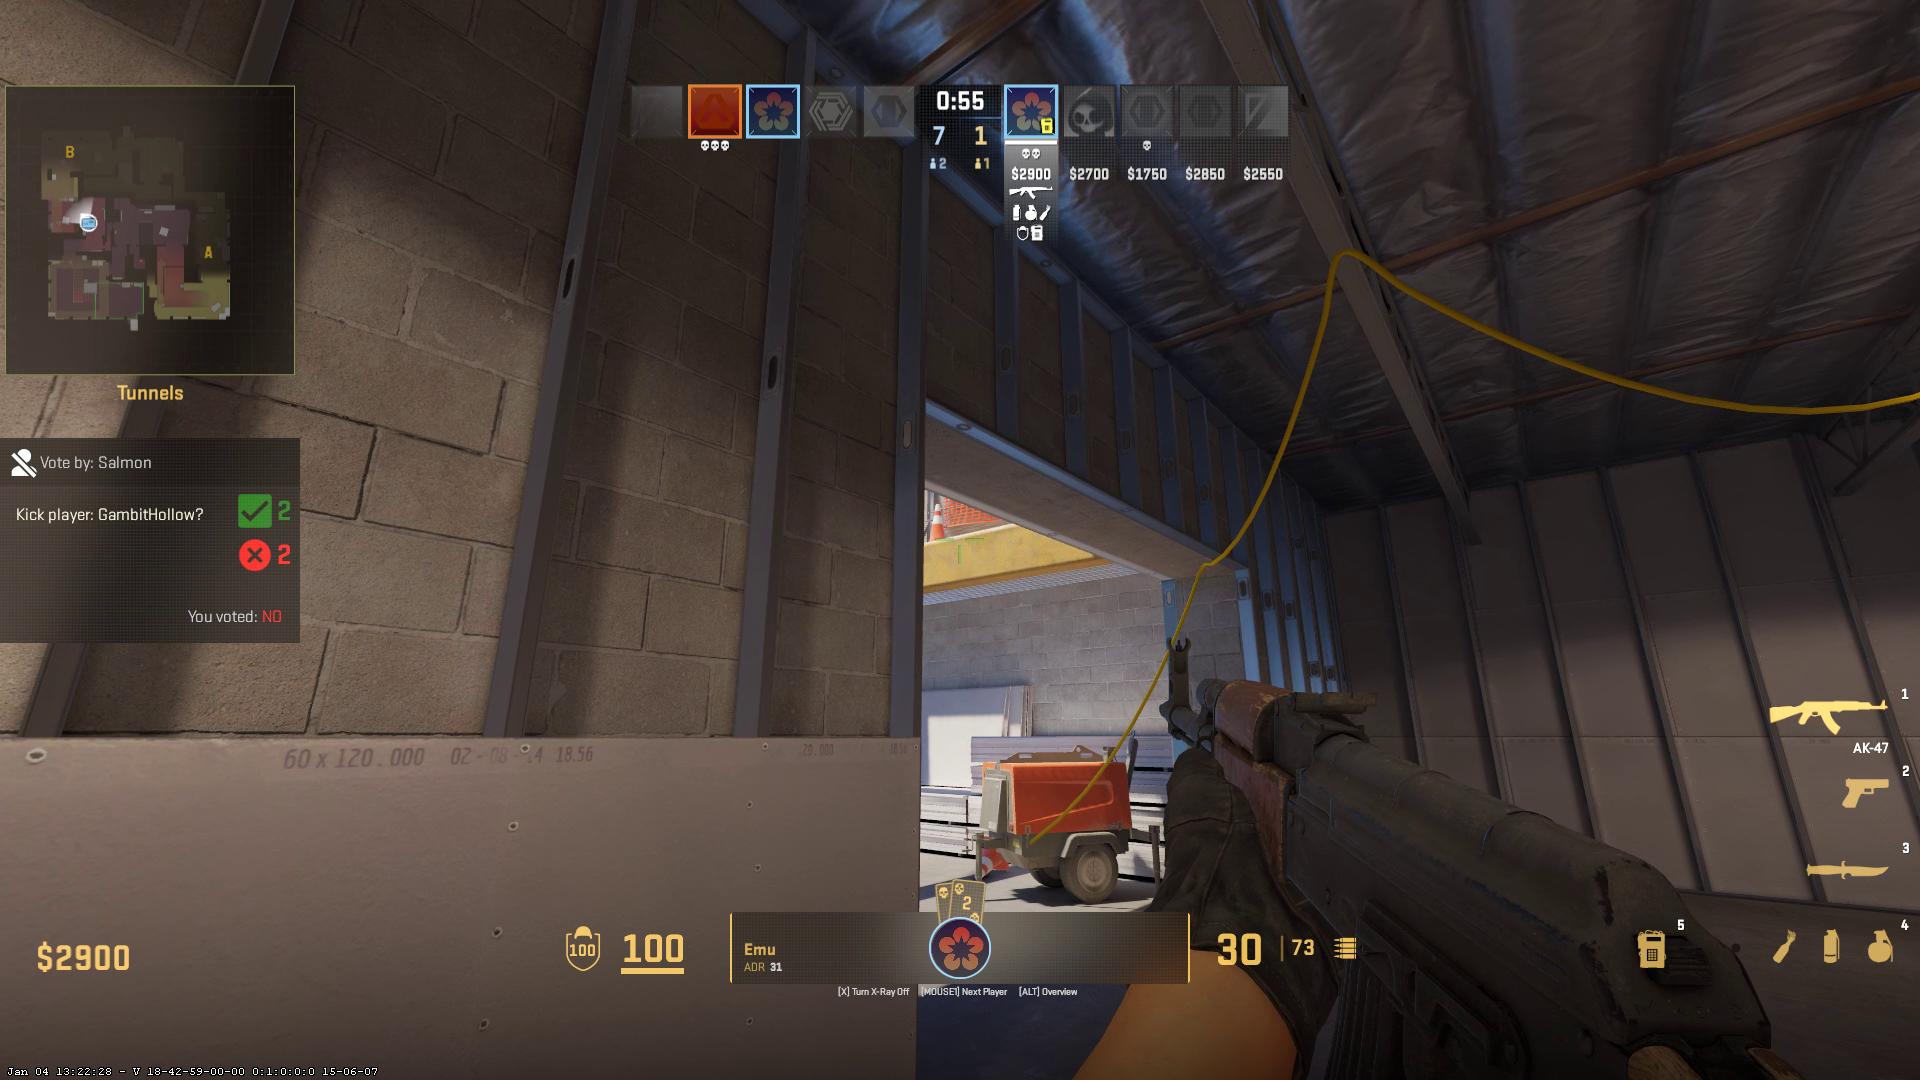 0:55
7 1
2 1
$2900 $2700 $1750 $2850 $2550
B
A
Tunnels
Vote by: Salmon
Kick player: GambitHollow? 2
2
You voted: NO
60 x 120.000 02 - 08 - 14 18.56
1
AK-47
2
3
5 4
$2900
100 100
2
Emu
ADR 31
30 | 73
[X] Turn X-Ray Off [MOUSE1] Next Player [ALT] Overview
Jan 04 13:22:28 - V 18-42-59-00-00 0:1:0:0:0 15-06-07